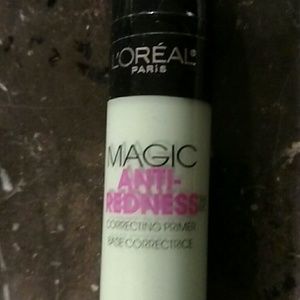 L'ORÉAL
PARIS
MAGIC
ANTI-
REDNESS
CORRECTING PRIMER
BASE CORRECTRICE